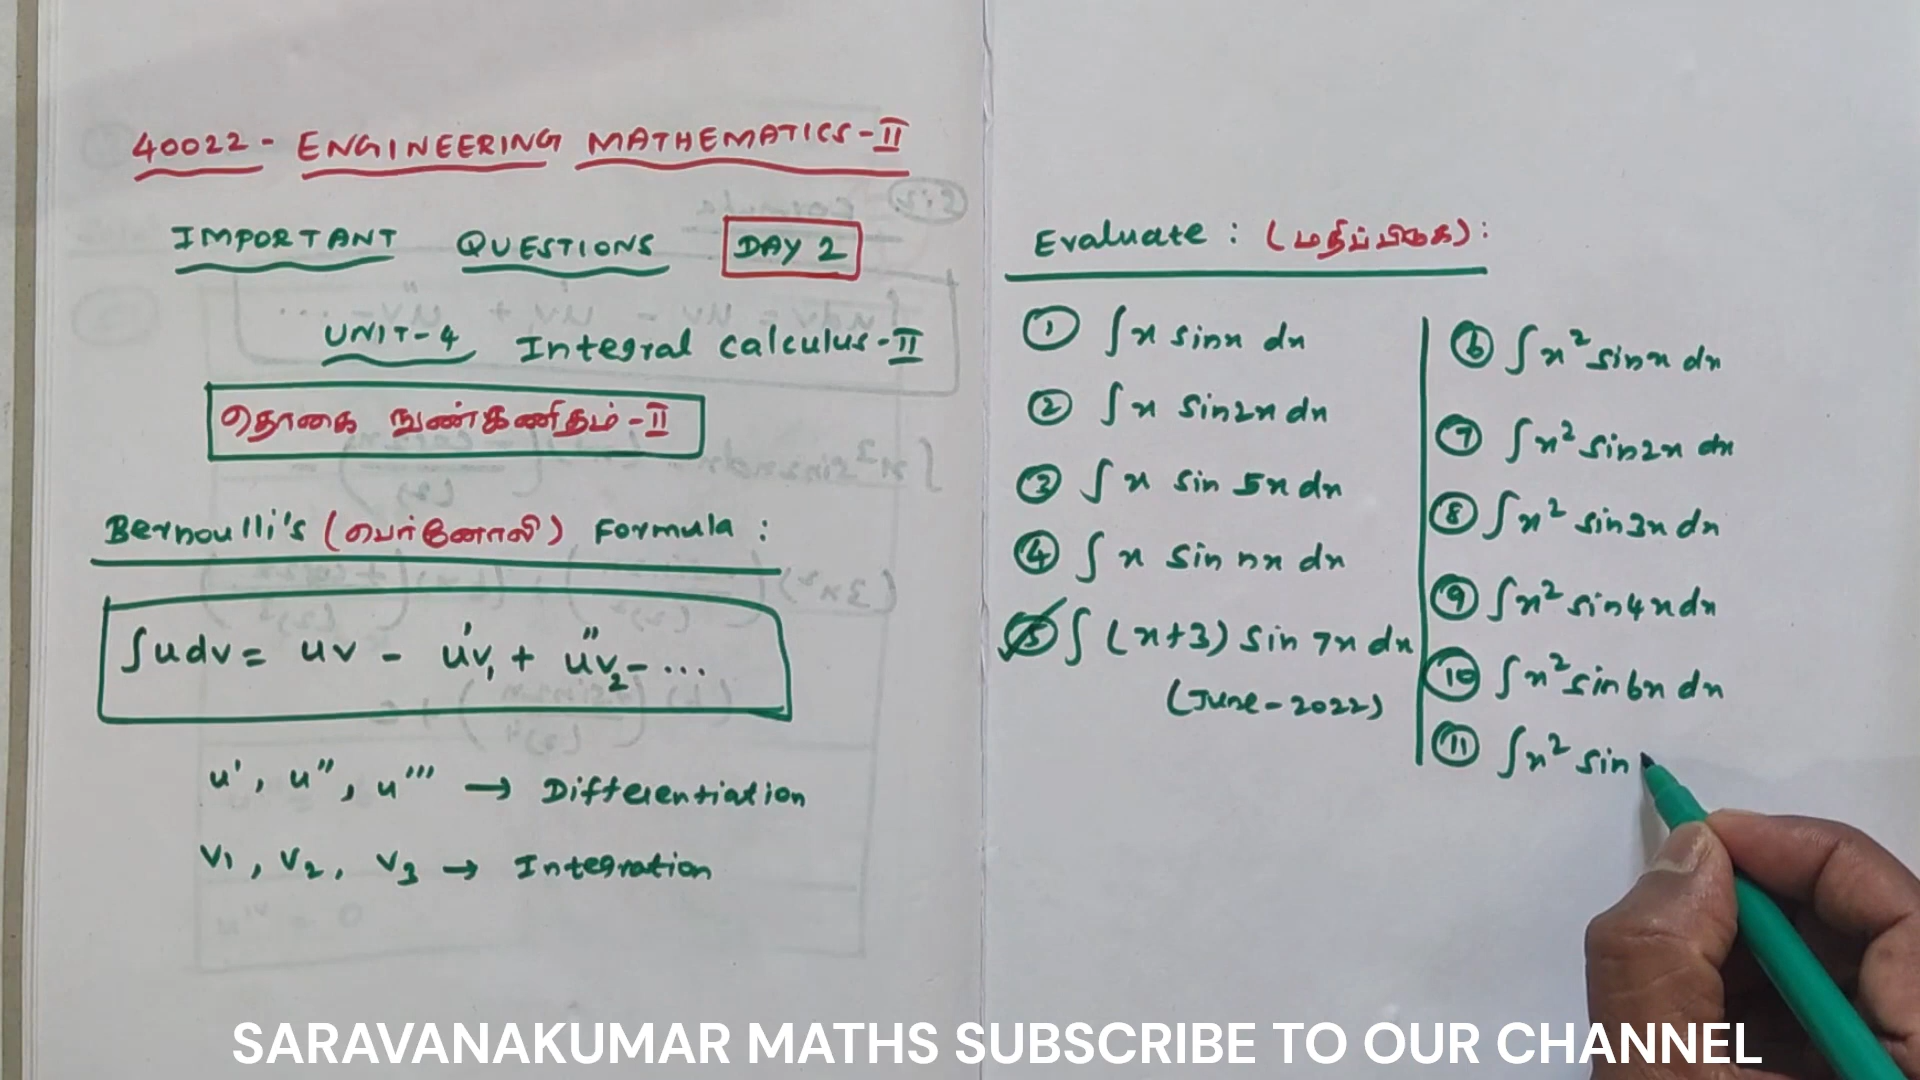 40022 - ENGINEERING MATHEMATICS - II
IMPORTANT QUESTIONS DAY 2
UNIT-4 Integral calculus - II
தொகை நுண்கணிதம் - II
Bernoulli's (பெர்னோலி) Formula :
∫udv = uv - u'v₁ + u''v₂ - ...
u', u'', u''' → Differentiation
v₁, v₂, v₃ → Integration
Evaluate : (மதிப்பிடுக) :
① ∫x sinx dx
② ∫x sin2x dx
③ ∫x sin 5x dx
④ ∫x sin nx dx
⑤ ∫(x+3) sin 7x dx
(June - 2022)
⑥ ∫x² sinx dx
⑦ ∫x² sin2x dx
⑧ ∫x² sin3x dx
⑨ ∫x² sin4x dx
⑩ ∫x² sin6x dx
⑪ ∫x² sin
SARAVANAKUMAR MATHS SUBSCRIBE TO OUR CHANNEL